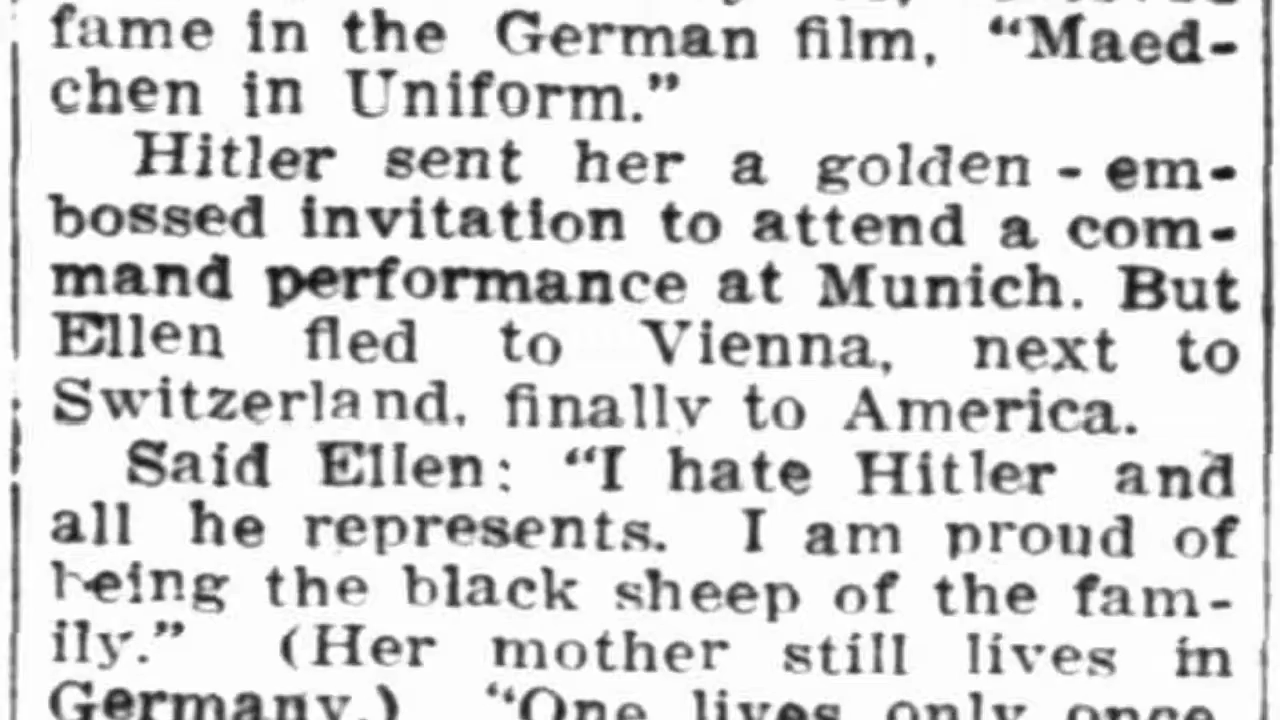 fame in the German film, “Maed-
chen in Uniform.”
Hitler sent her a golden - em-
bossed invitation to attend a com-
mand performance at Munich. But
Ellen fled to Vienna, next to
Switzerland, finally to America.
Said Ellen: “I hate Hitler and
all he represents. I am proud of
being the black sheep of the fam-
ily.” (Her mother still lives in
Germany.) “One lives only once